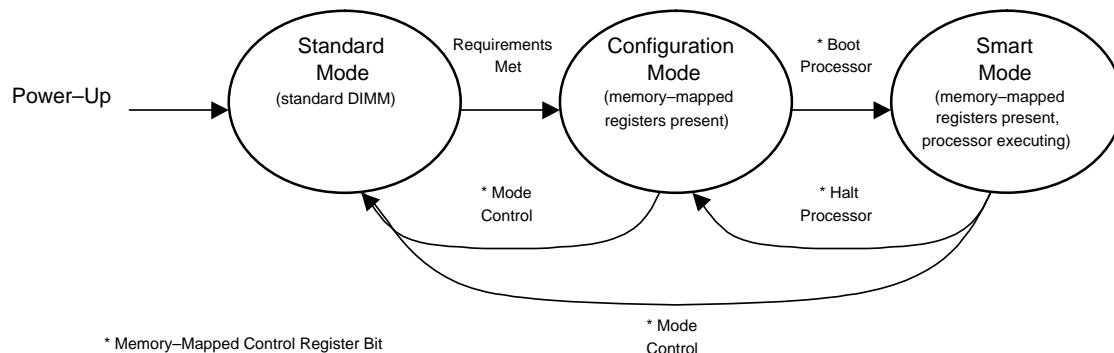 Power–Up
Standard
Mode
(standard DIMM)
Requirements
Met
Configuration
Mode
(memory–mapped
registers present)
* Boot
Processor
Smart
Mode
(memory–mapped
registers present,
processor executing)
* Mode
Control
* Halt
Processor
* Mode
Control
* Memory–Mapped Control Register Bit